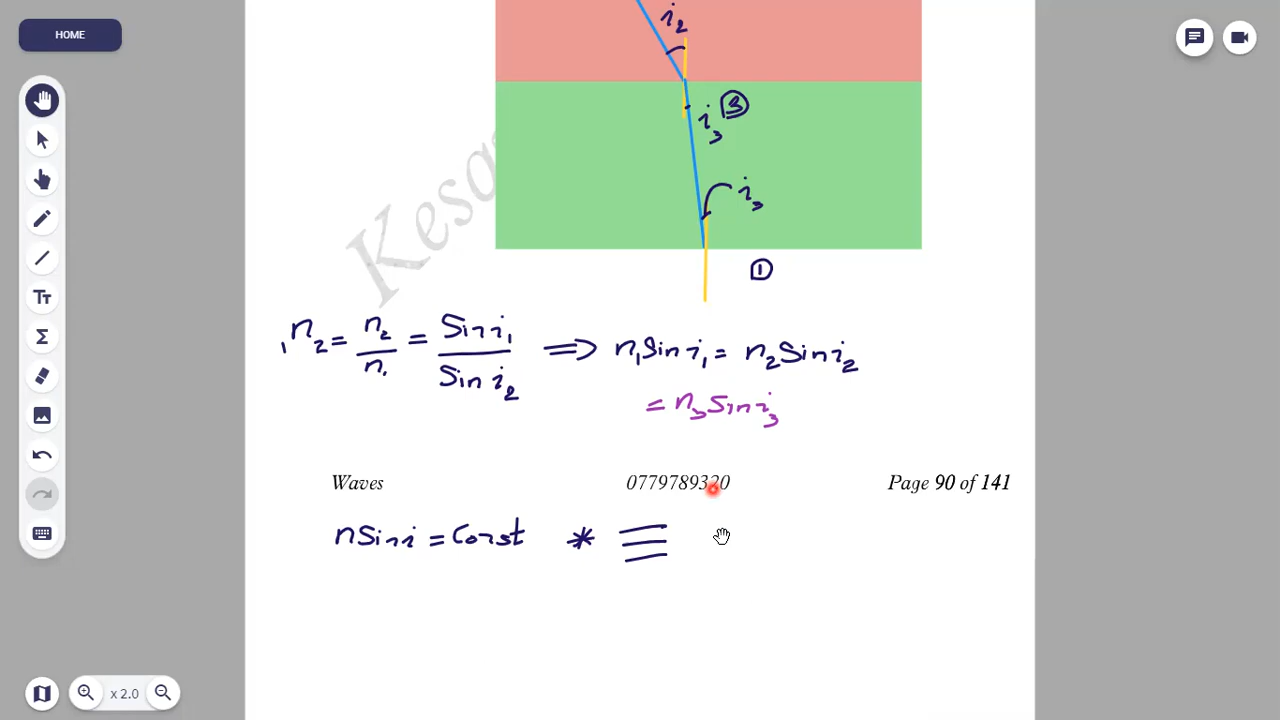 HOME
i₂
i₃ ③
i₃
①
Kesa
₁n₂ = n₂/n₁ = Sin i₁/Sin i₂ ⟹ n₁Sin i₁ = n₂Sin i₂
= n₃Sin i₃
Waves 0779789320 Page 90 of 141
nSin i = Const *
x 2.0